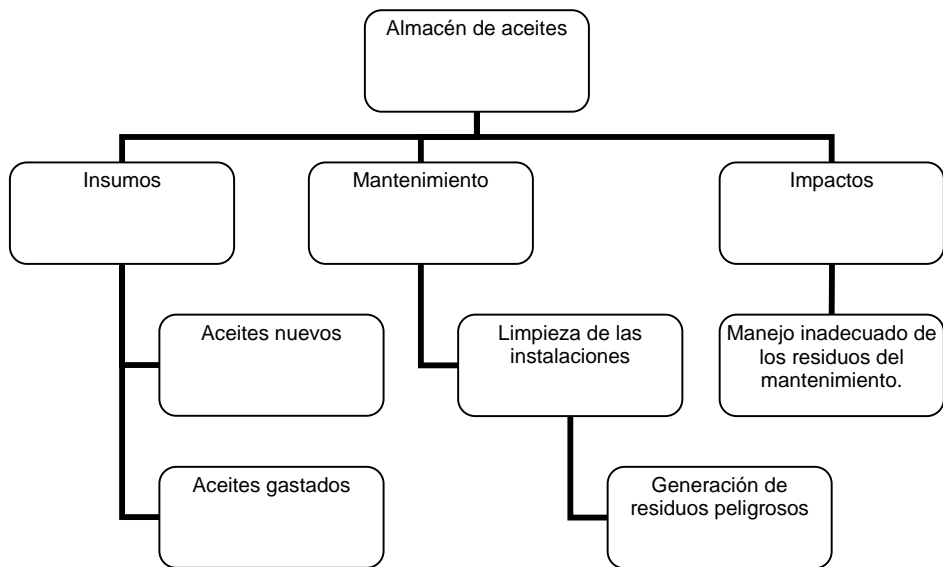 Almacén de aceites
Insumos
Mantenimiento
Impactos
Aceites nuevos
Limpieza de las
instalaciones
Manejo inadecuado de
los residuos del
mantenimiento.
Aceites gastados
Generación de
residuos peligrosos